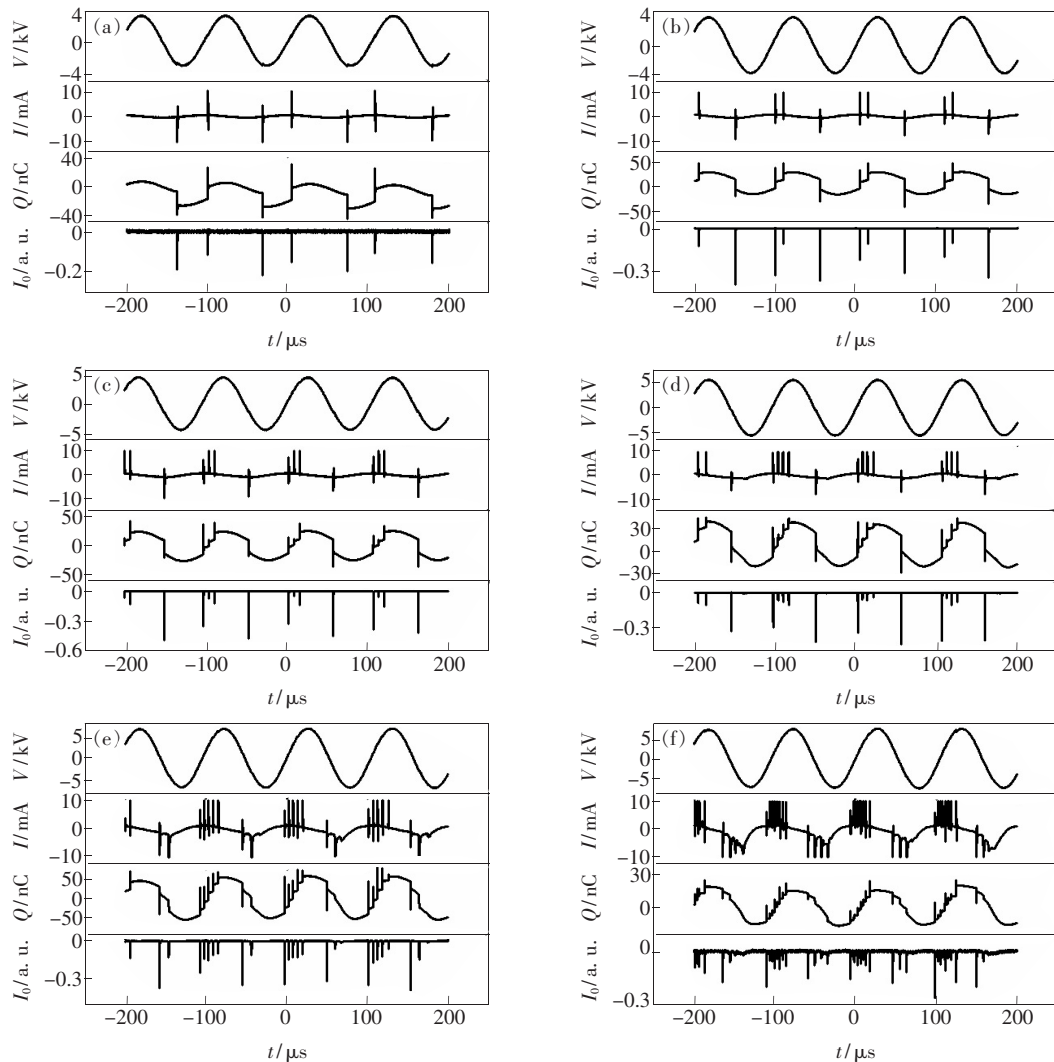 (a)
V/kV
4
0
−4
I/mA
10
0
−10
Q/nC
40
0
−40
I₀/a. u.
0
−0.2
−200 −100 0 100 200
t/μs
(b)
V/kV
4
0
−4
I/mA
10
0
−10
Q/nC
50
0
−50
I₀/a. u.
0
−0.3
−200 −100 0 100 200
t/μs
(c)
V/kV
5
0
−5
I/mA
10
0
−10
Q/nC
50
0
−50
I₀/a. u.
0
−0.3
−0.6
−200 −100 0 100 200
t/μs
(d)
V/kV
5
0
−5
I/mA
10
0
−10
Q/nC
30
0
−30
I₀/a. u.
0
−0.3
−200 −100 0 100 200
t/μs
(e)
V/kV
5
0
−5
I/mA
10
0
−10
Q/nC
50
0
−50
I₀/a. u.
0
−0.3
−200 −100 0 100 200
t/μs
(f)
V/kV
5
0
−5
I/mA
10
0
−10
Q/nC
30
0
I₀/a. u.
0
−0.3
−200 −100 0 100 200
t/μs